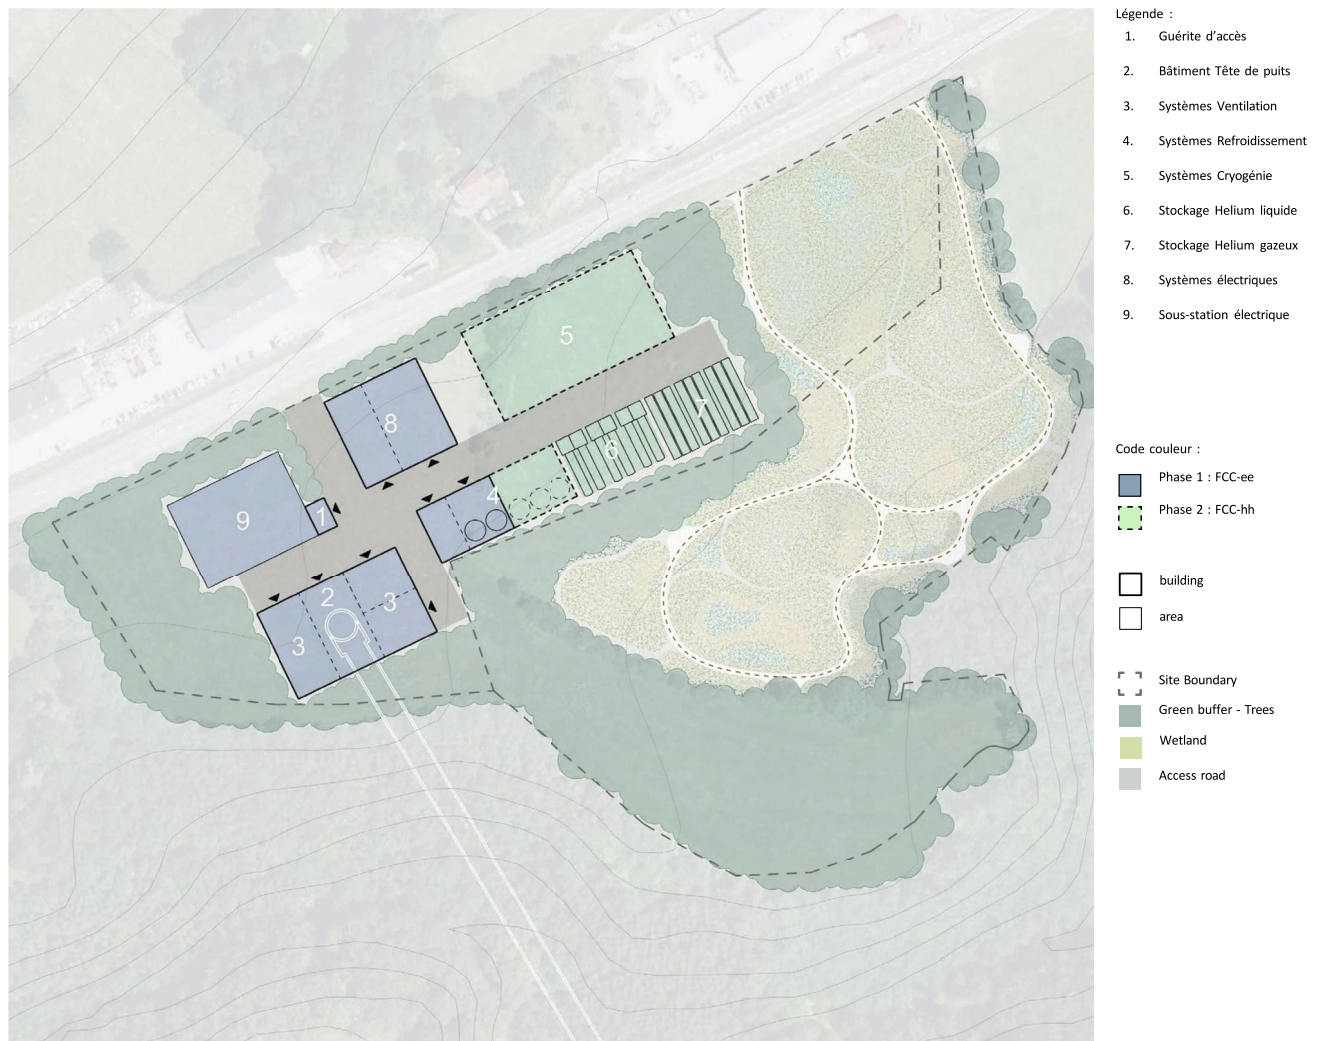 Légende :
1. Guérite d'accès
2. Bâtiment Tête de puits
3. Systèmes Ventilation
4. Systèmes Refroidissement
5. Systèmes Cryogénie
6. Stockage Helium liquide
7. Stockage Helium gazeux
8. Systèmes électriques
9. Sous-station électrique
Code couleur :
Phase 1 : FCC-ee
Phase 2 : FCC-hh
building
area
Site Boundary
Green buffer - Trees
Wetland
Access road
5
7
8
6
4
9
1
2
3
3